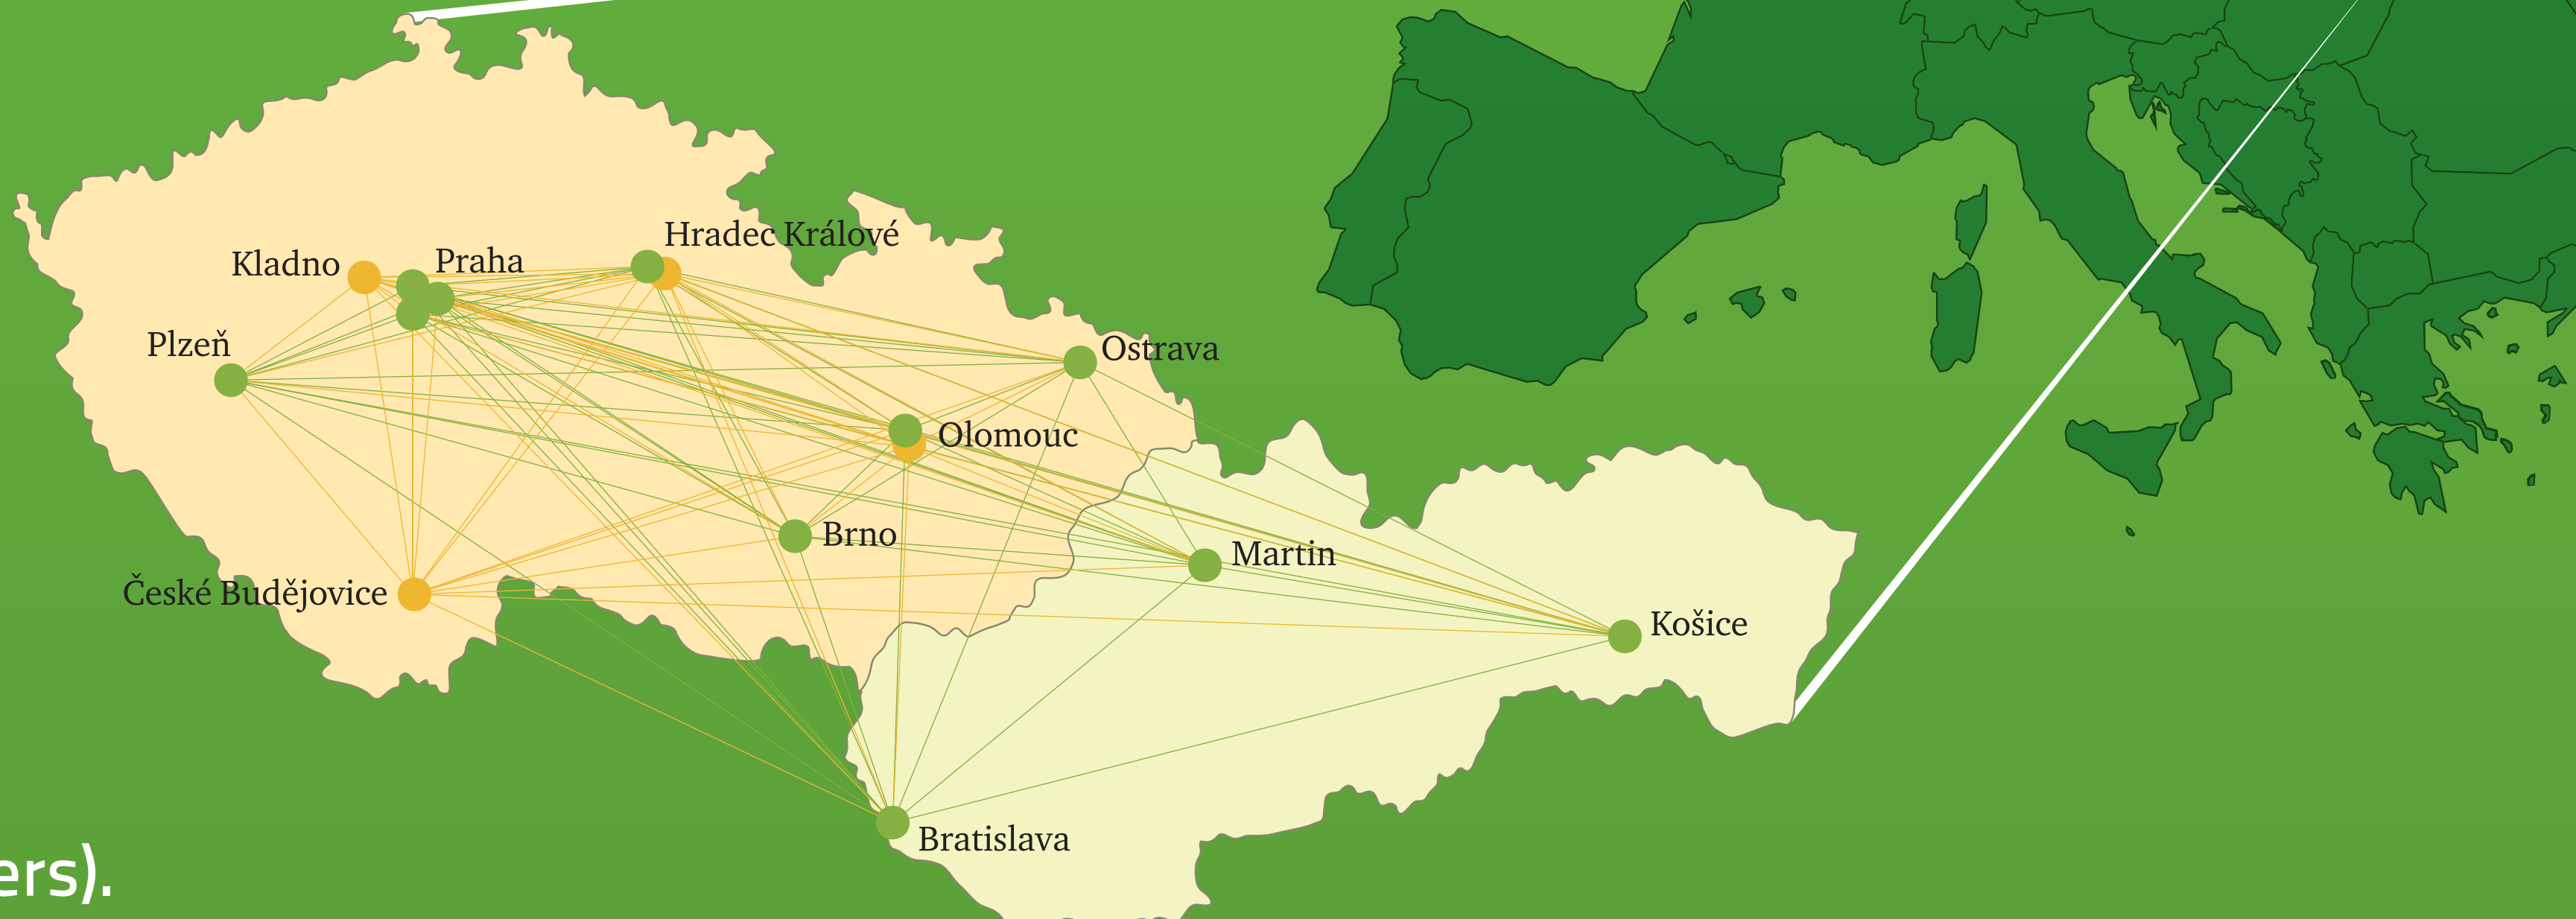 Hradec Králové
Kladno
Praha
Plzeň
Ostrava
Olomouc
Brno
Martin
České Budějovice
Košice
Bratislava
ers).